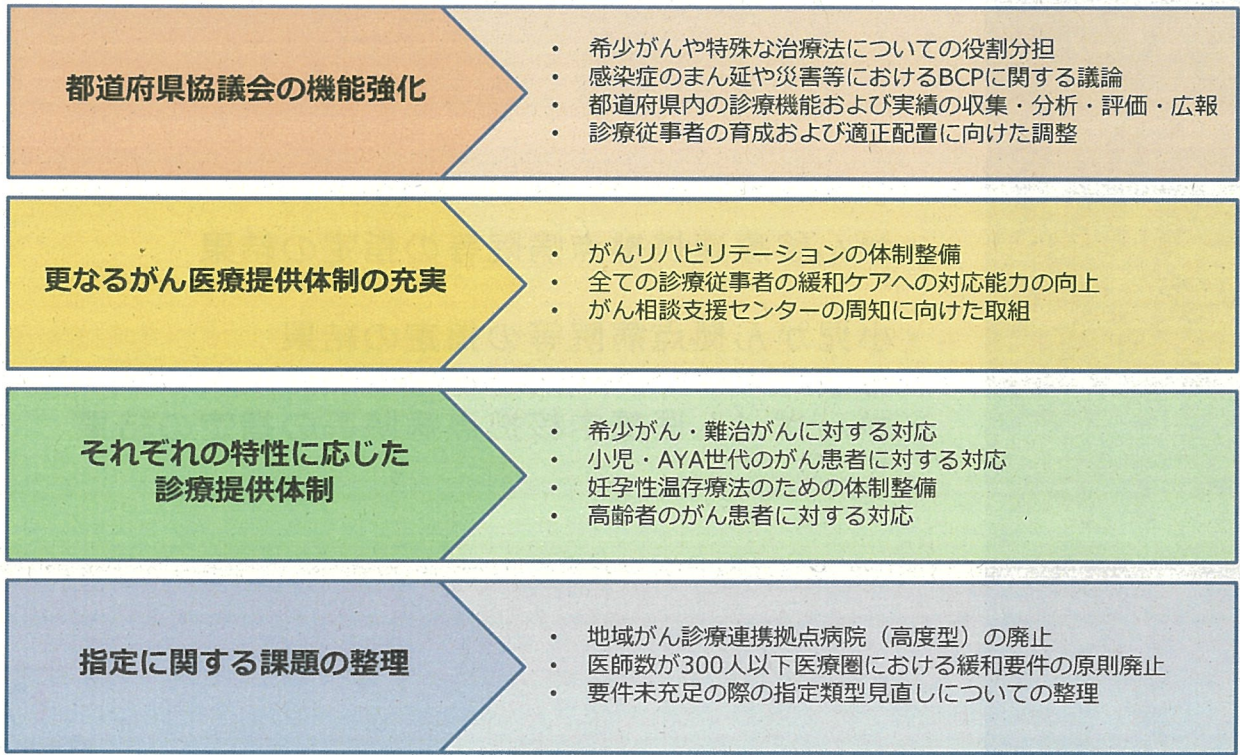 都道府県協議会の機能強化
・ 希少がんや特殊な治療法についての役割分担
・ 感染症のまん延や災害等におけるBCPに関する議論
・ 都道府県内の診療機能および実績の収集・分析・評価・広報
・ 診療従事者の育成および適正配置に向けた調整
更なるがん医療提供体制の充実
・ がんリハビリテーションの体制整備
・ 全ての診療従事者の緩和ケアへの対応能力の向上
・ がん相談支援センターの周知に向けた取組
それぞれの特性に応じた
診療提供体制
・ 希少がん・難治がんに対する対応
・ 小児・AYA世代のがん患者に対する対応
・ 妊孕性温存療法のための体制整備
・ 高齢者のがん患者に対する対応
指定に関する課題の整理
・ 地域がん診療連携拠点病院（高度型）の廃止
・ 医師数が300人以下医療圏における緩和要件の原則廃止
・ 要件未充足の際の指定類型見直しについての整理